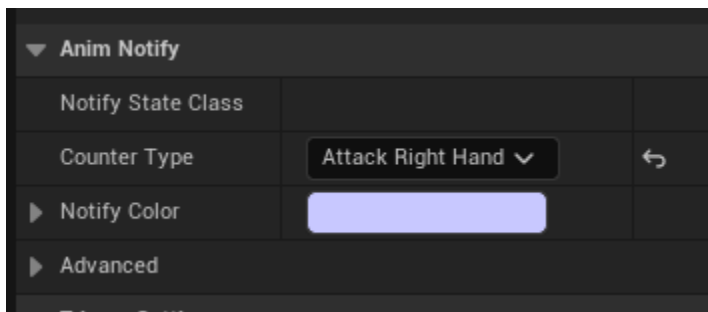 Anim Notify
Notify State Class
Counter Type Attack Right Hand
Notify Color
Advanced